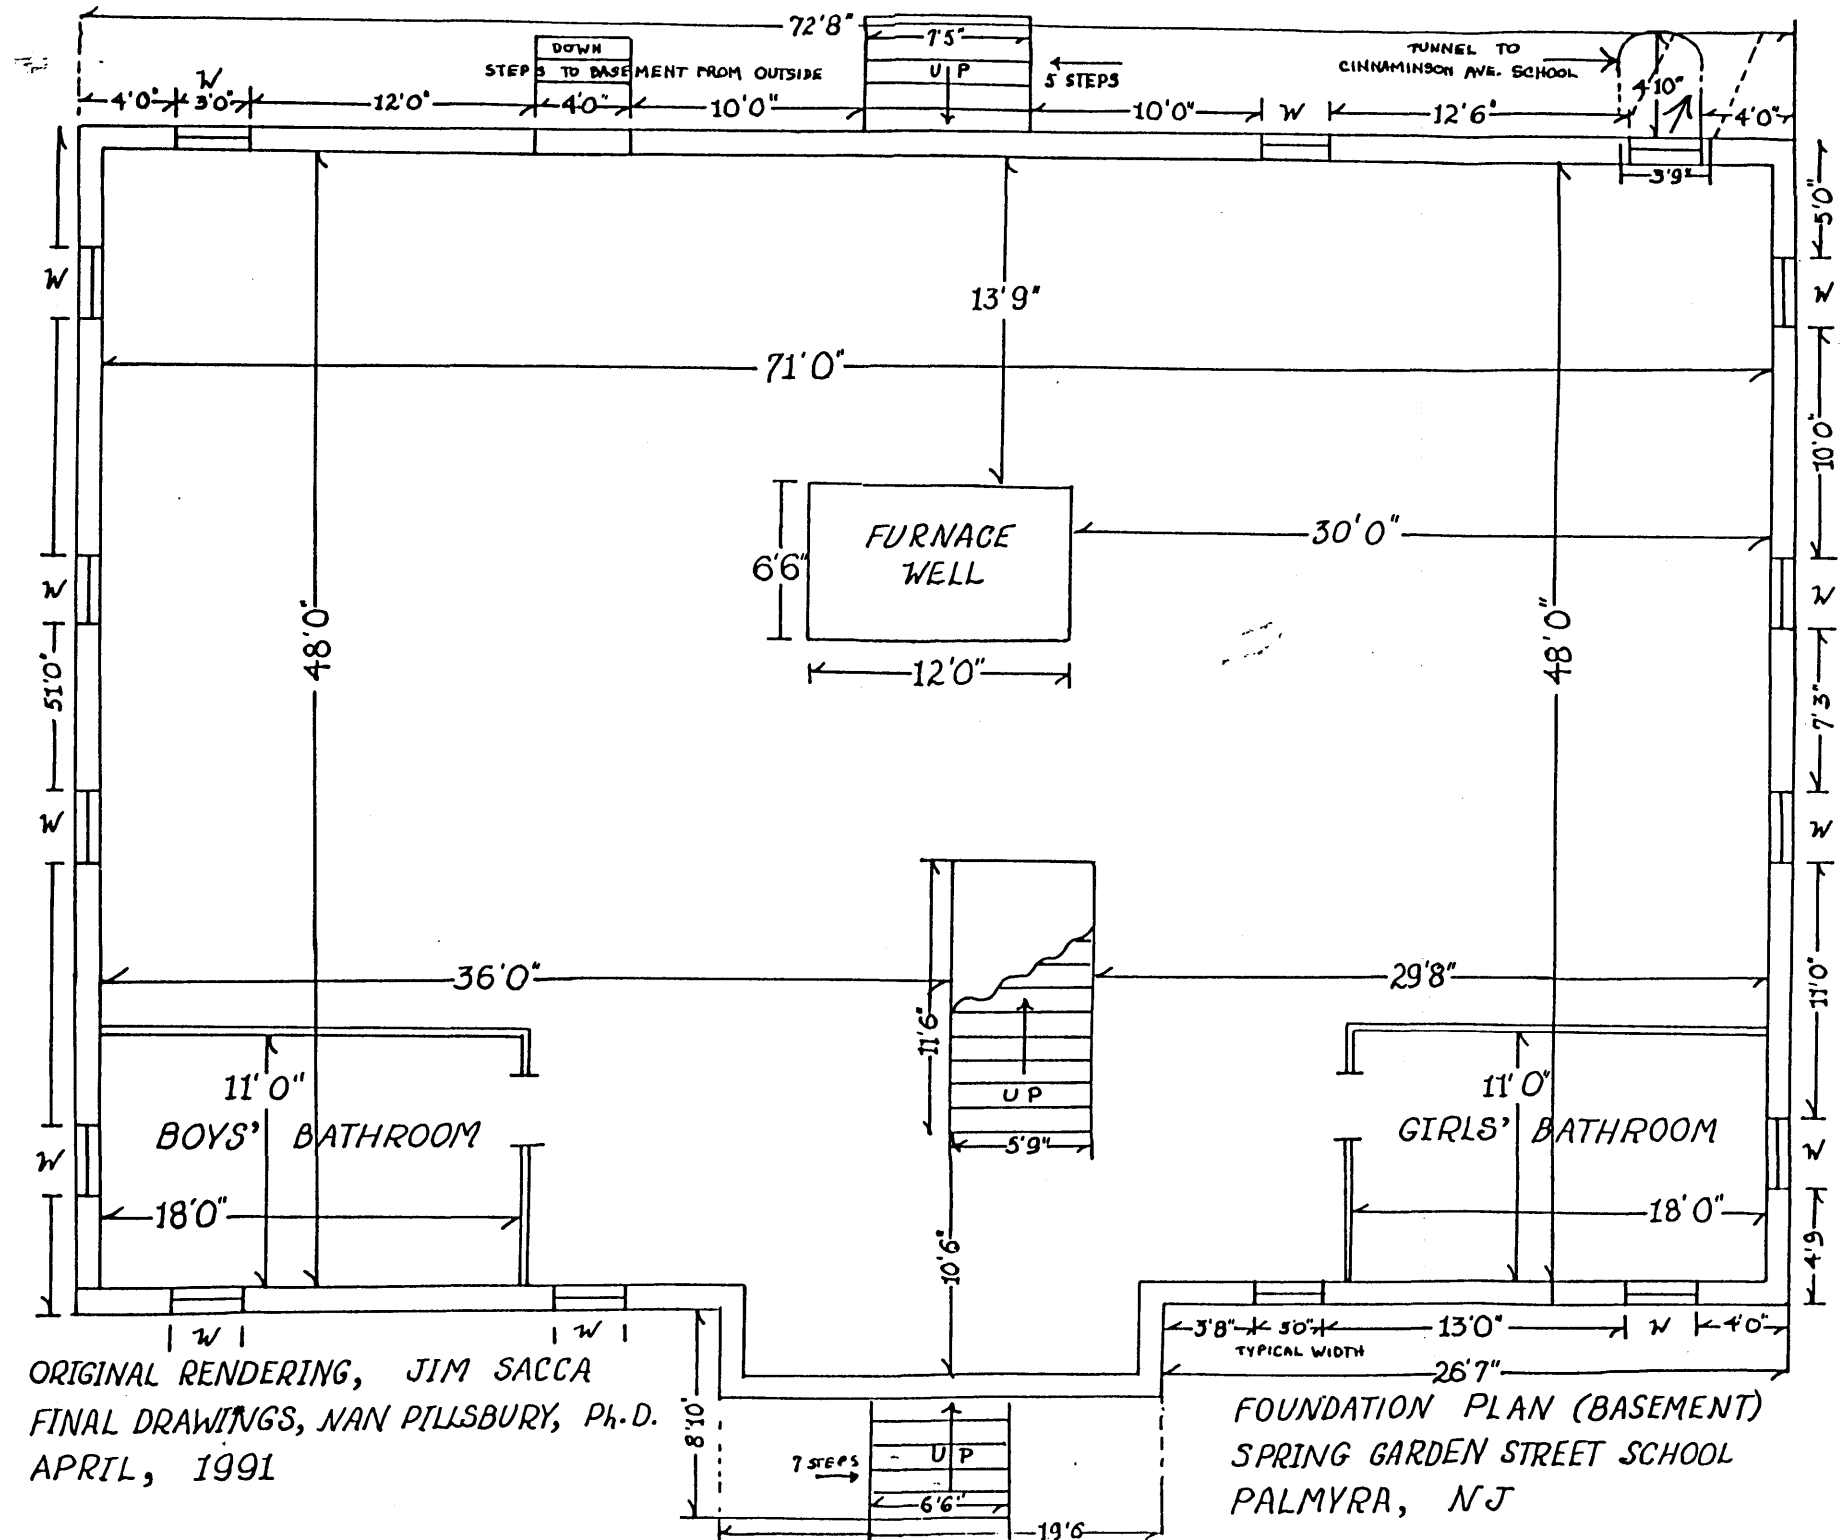 72'8"
DOWN
7'5"
TUNNEL TO
STEPS TO BASEMENT FROM OUTSIDE
UP
5 STEPS
CINNAMINSON AVE. SCHOOL
W
4'0"
3'0"
12'0"
4'0"
10'0"
10'0"
W
12'6"
4'10"
4'0"
3'9"
5'0"
W
13'9"
W
71'0"
10'0"
FURNACE
WELL
30'0"
6'6"
W
48'0"
48'0"
W
51'0"
12'0"
7'3"
W
W
36'0"
29'8"
11'0"
11'6"
11'0"
UP
11'0"
BOYS' BATHROOM
GIRLS' BATHROOM
5'9"
W
W
18'0"
18'0"
10'6"
4'9
W
W
3'8"
3'0"
13'0"
W
4'0"
TYPICAL WIDTH
26'7"
ORIGINAL RENDERING, JIM SACCA
FINAL DRAWINGS, NAN PILLSBURY, Ph.D.
APRIL, 1991
8'10'
7 STEPS
UP
6'6"
19'6
FOUNDATION PLAN (BASEMENT)
SPRING GARDEN STREET SCHOOL
PALMYRA, NJ